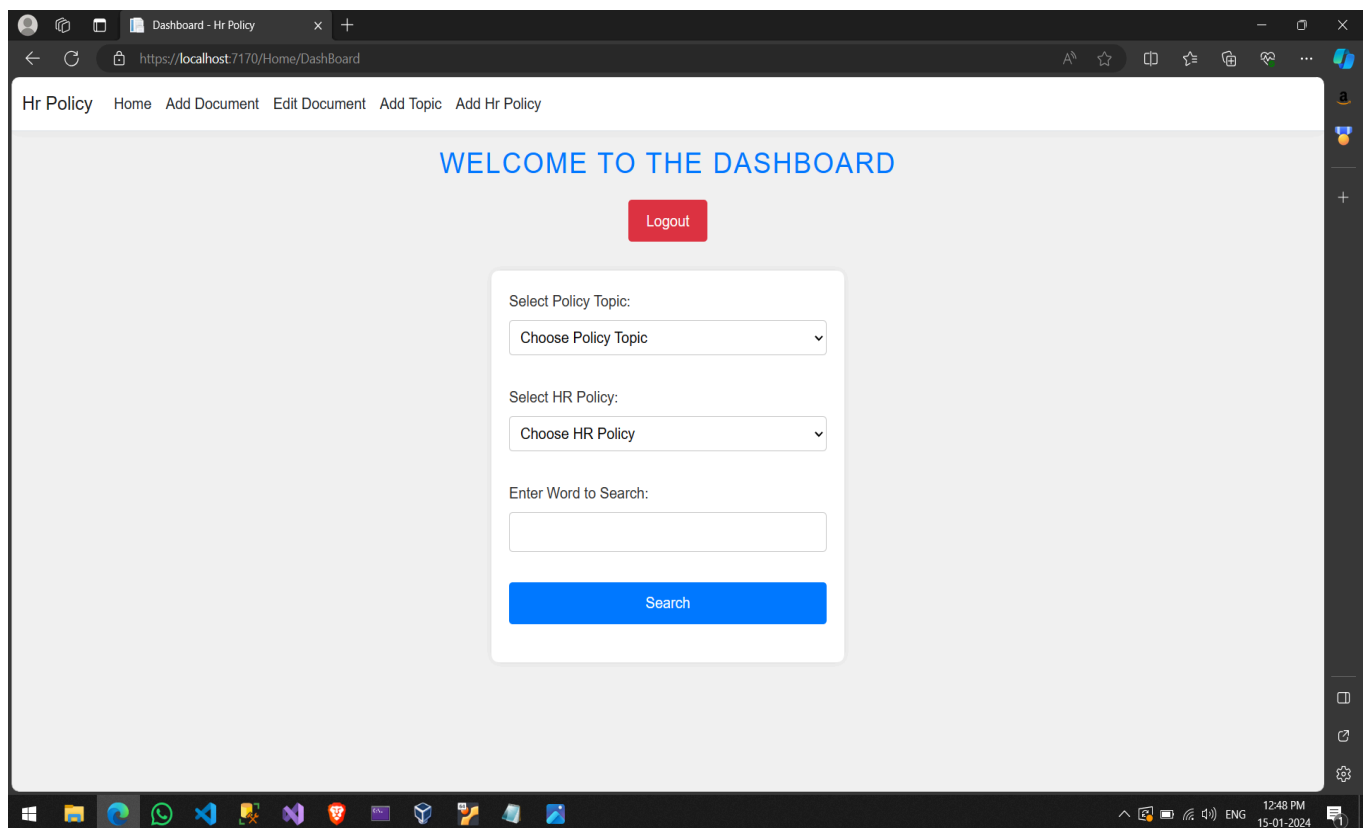 Dashboard - Hr Policy
https://localhost:7170/Home/DashBoard
Hr Policy Home Add Document Edit Document Add Topic Add Hr Policy
WELCOME TO THE DASHBOARD
Logout
Select Policy Topic:
Choose Policy Topic
Select HR Policy:
Choose HR Policy
Enter Word to Search:
Search
ENG
12:48 PM
15-01-2024
1